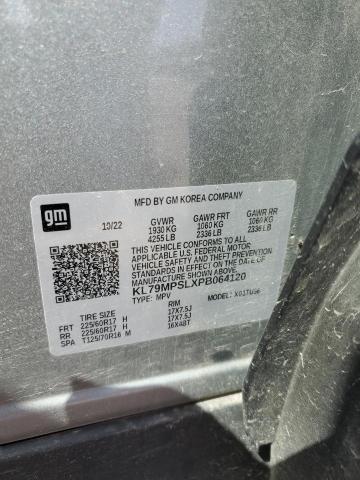 MFD BY GM KOREA COMPANY
gm
10/22 GVWR GAWR FRT GAWR RR
1930 KG 1060 KG 1060 KG
4255 LB 2336 LB 2336 LB
THIS VEHICLE CONFORMS TO ALL
APPLICABLE U.S. FEDERAL MOTOR
VEHICLE SAFETY AND THEFT PREVENTION
STANDARDS IN EFFECT ON THE DATE OF
MANUFACTURE SHOWN ABOVE.
KL79MPSLXPB064120
TYPE: MPV MODEL:
TIRE SIZE RIM
FRT 225/60R17 H 17X7.5J
RR 225/60R17 H 17X7.5J
SPA T125/70R16 M 16X4BT